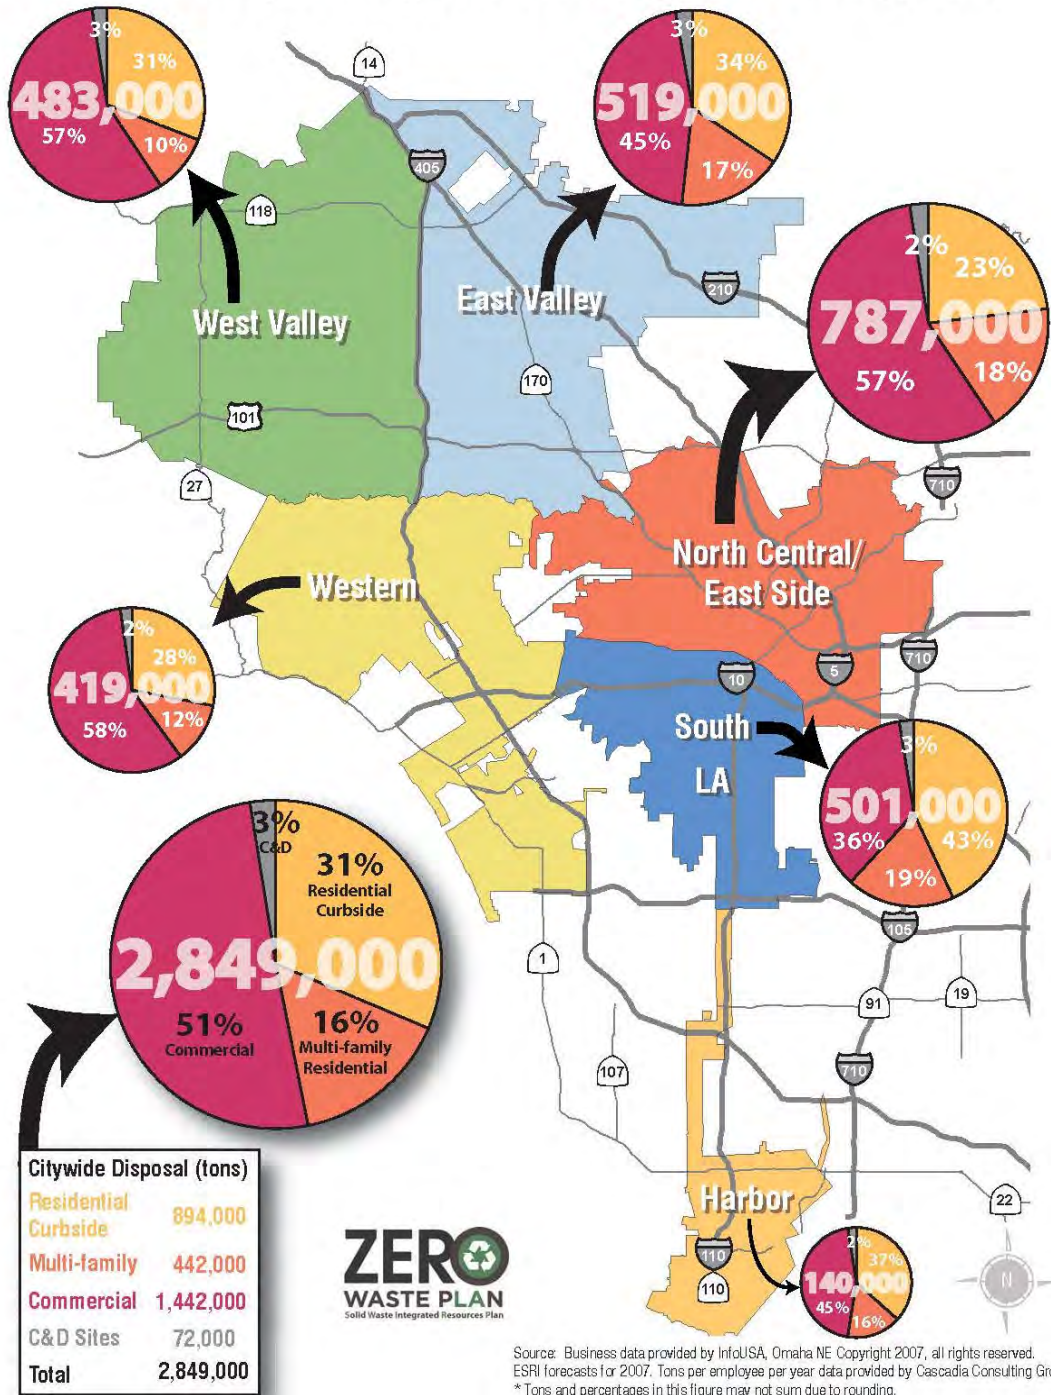 3%
31%
483,000
57%
10%
3%
34%
519,000
45%
17%
14
405
118
210
West Valley
East Valley
170
101
27
2%
23%
787,000
57%
18%
710
North Central/
East Side
Western
2%
28%
419,000
58%
12%
10
5
710
South
LA
3%
501,000
36%
43%
19%
3%
C&D
31%
Residential
Curbside
2,849,000
51%
Commercial
16%
Multi-family
Residential
105
1
91
19
107
710
22
Harbor
110
110
2%
37%
140,000
45%
16%
N
Citywide Disposal (tons)
Residential
Curbside 894,000
Multi-family 442,000
Commercial 1,442,000
C&D Sites 72,000
Total 2,849,000
ZERO
WASTE PLAN
Solid Waste Integrated Resources Plan
Source: Business data provided by InfoUSA, Omaha NE Copyright 2007, all rights reserved.
ESRI forecasts for 2007. Tons per employee per year data provided by Cascadia Consulting Gr
* Tons and percentages in this figure may not sum due to rounding.